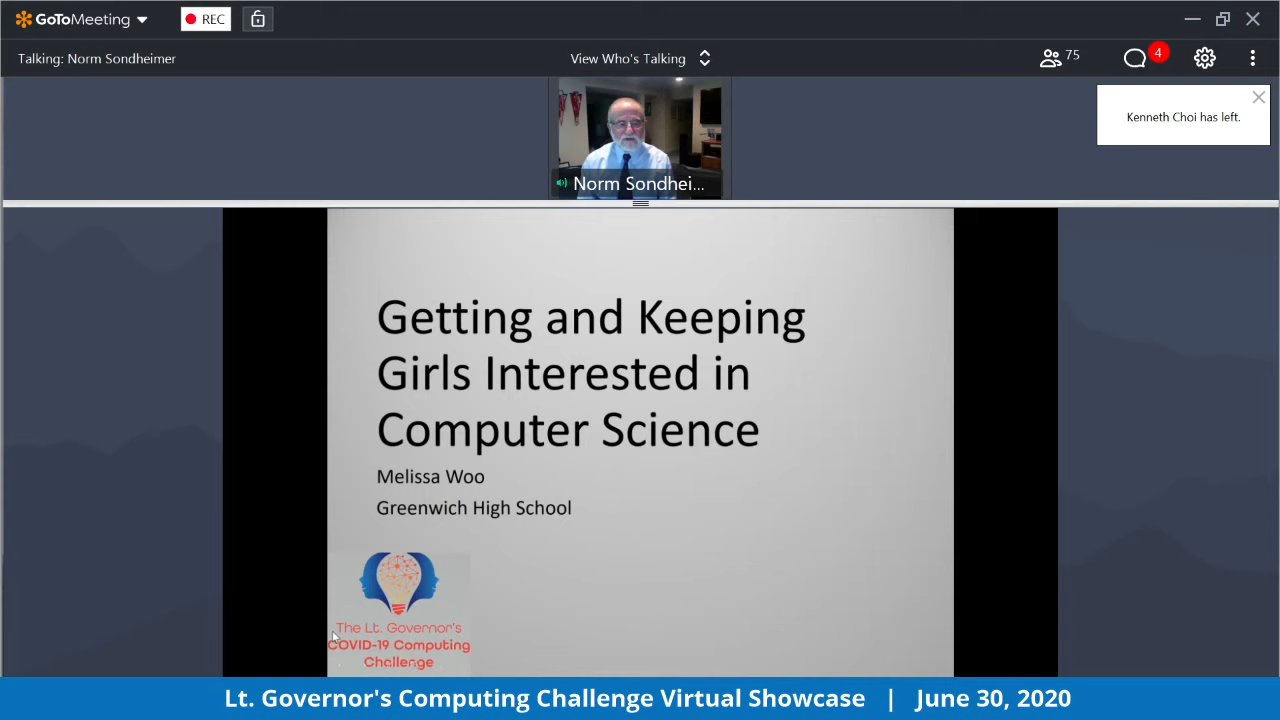 GoToMeeting
REC
Talking: Norm Sondheimer
View Who's Talking
75
4
Kenneth Choi has left.
Norm Sondhei...
Getting and Keeping
Girls Interested in
Computer Science
Melissa Woo
Greenwich High School
The Lt. Governor's
COVID-19 Computing
Challenge
Lt. Governor's Computing Challenge Virtual Showcase | June 30, 2020